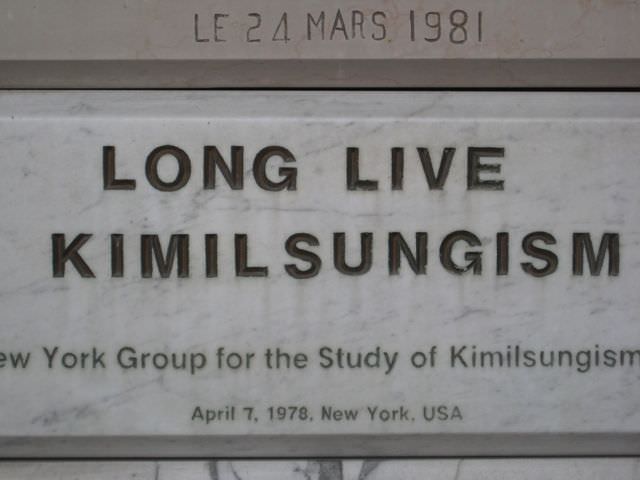 LE 24 MARS 1981
LONG LIVE
KIMILSUNGISM
ew York Group for the Study of Kimilsungism
April 7, 1978, New York, USA